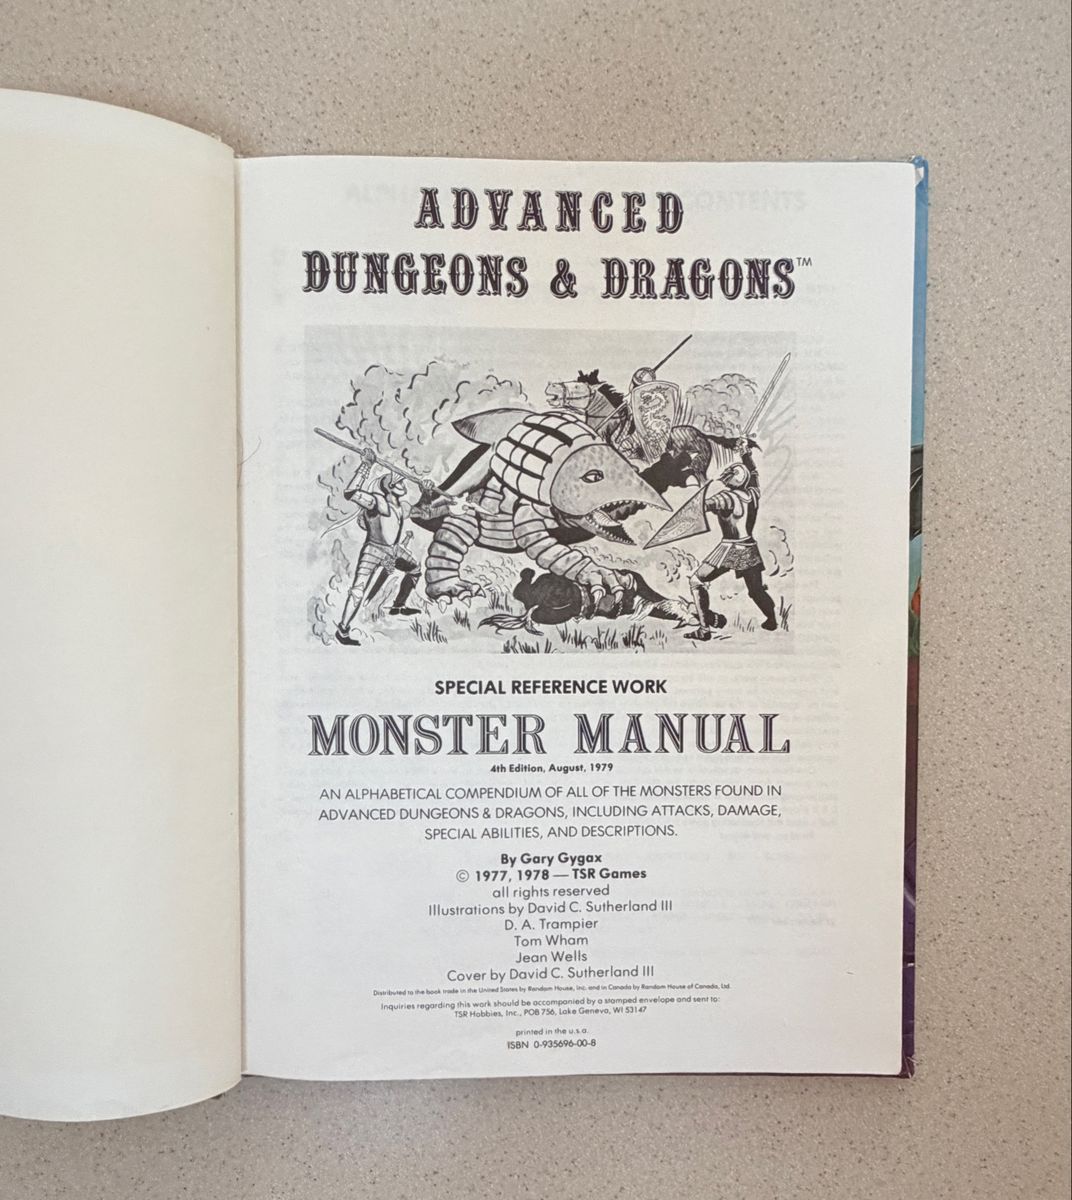 ADVANCED
DUNGEONS & DRAGONS™
SPECIAL REFERENCE WORK
MONSTER MANUAL
4th Edition, August, 1979
AN ALPHABETICAL COMPENDIUM OF ALL OF THE MONSTERS FOUND IN
ADVANCED DUNGEONS & DRAGONS, INCLUDING ATTACKS, DAMAGE,
SPECIAL ABILITIES, AND DESCRIPTIONS.
By Gary Gygax
© 1977, 1978 — TSR Games
all rights reserved
Illustrations by David C. Sutherland III
D. A. Trampier
Tom Wham
Jean Wells
Cover by David C. Sutherland III
Distributed to the book trade in the United States by Random House, Inc. and in Canada by Random House of Canada, Ltd.
Inquiries regarding this work should be accompanied by a stamped envelope and sent to:
TSR Hobbies, Inc., POB 756, Lake Geneva, WI 53147
printed in the u.s.a.
ISBN 0-935696-00-8